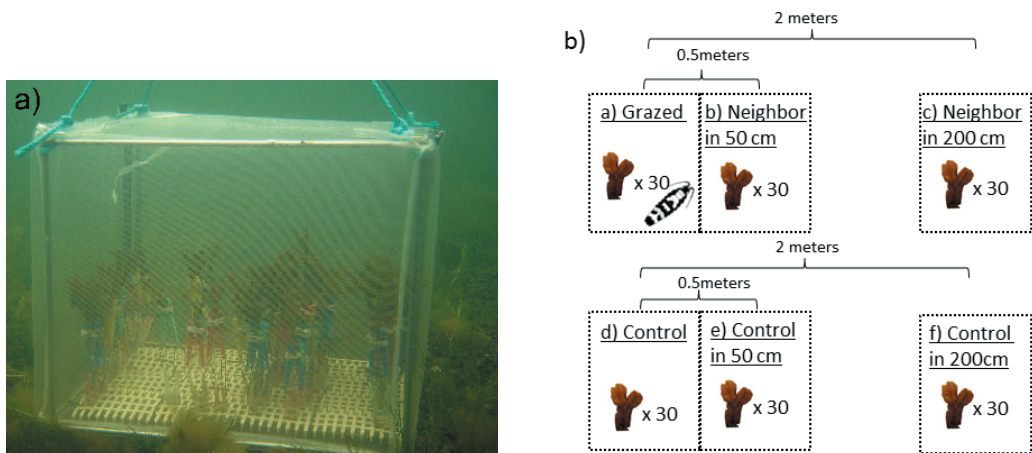 a)
b)
2 meters
0.5meters
a) Grazed
x 30
b) Neighbor
in 50 cm
x 30
c) Neighbor
in 200 cm
x 30
2 meters
0.5meters
d) Control
x 30
e) Control
in 50 cm
x 30
f) Control
in 200cm
x 30